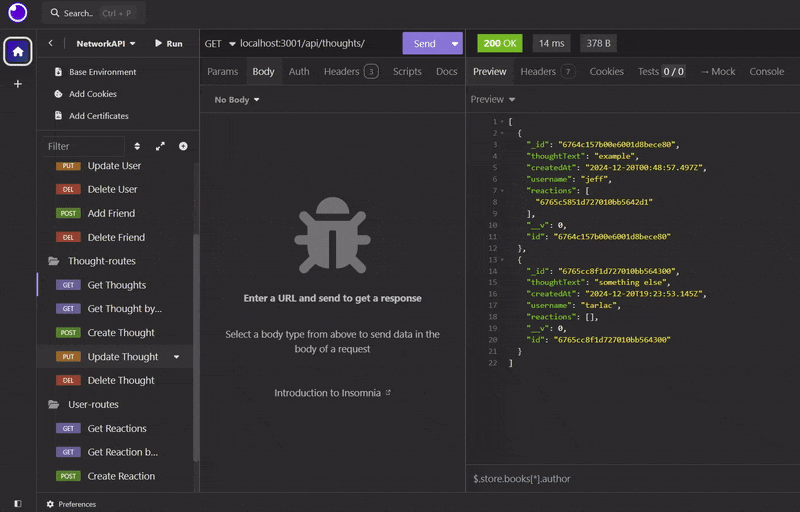 Search.. Ctrl + P
NetworkAPI Run
Base Environment
Add Cookies
Add Certificates
Filter
PUT Update User
DEL Delete User
POST Add Friend
DEL Delete Friend
Thought-routes
GET Get Thoughts
GET Get Thought by...
POST Create Thought
PUT Update Thought
DEL Delete Thought
User-routes
GET Get Reactions
GET Get Reaction b...
POST Create Reaction
Preferences
GET localhost:3001/api/thoughts/ Send
Params Body Auth Headers 3 Scripts Docs
No Body
Enter a URL and send to get a response
Select a body type from above to send data in the
body of a request
Introduction to Insomnia
200 OK 14 ms 378 B
Preview Headers 7 Cookies Tests 0 / 0 → Mock Console
Preview
1 [
2 {
3 "_id": "6764c157b00e6001d8bece80",
4 "thoughtText": "example",
5 "createdAt": "2024-12-20T00:48:57.497Z",
6 "username": "jeff",
7 "reactions": [
8 "6765c5851d727010bb5642d1"
9 ],
10 "__v": 0,
11 "id": "6764c157b00e6001d8bece80"
12 },
13 {
14 "_id": "6765cc8f1d727010bb564300",
15 "thoughtText": "something else",
16 "createdAt": "2024-12-20T19:23:53.145Z",
17 "username": "tarlac",
18 "reactions": [],
19 "__v": 0,
20 "id": "6765cc8f1d727010bb564300"
21 }
22 ]
$.store.books[*].author